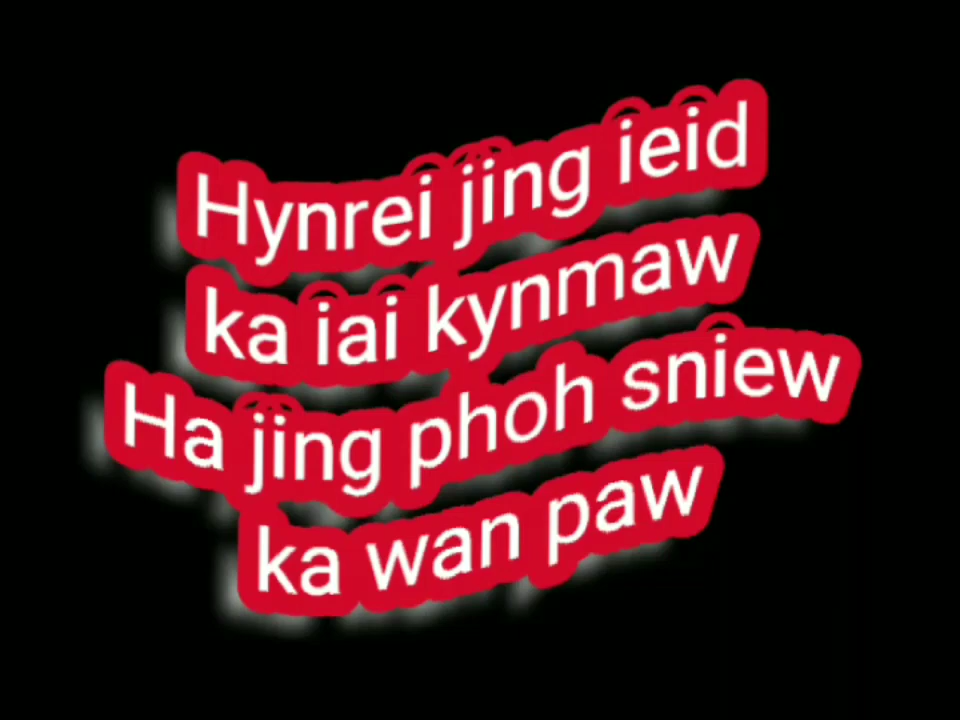 Hynrei jing ieid
ka iai kynmaw
Ha jing phoh sniew
ka wan paw